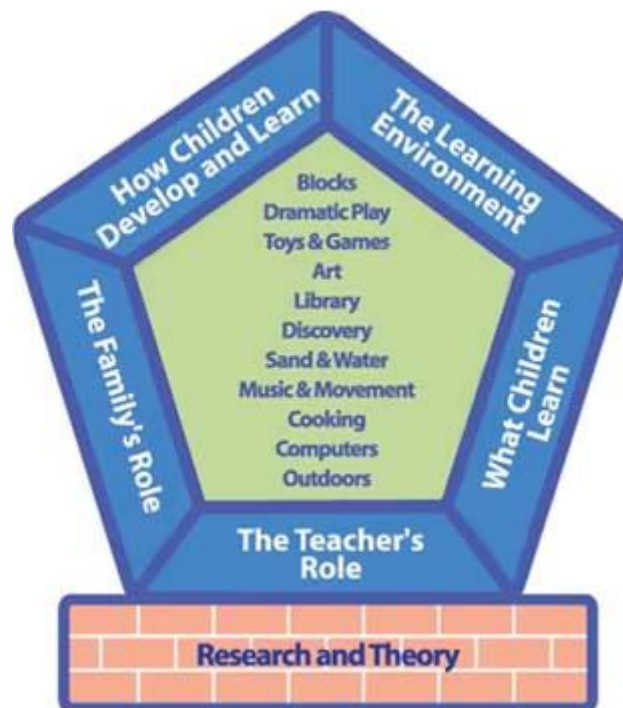 How Children
Develop and Learn
The Learning
Environment
Blocks
Dramatic Play
Toys & Games
Art
Library
Discovery
Sand & Water
Music & Movement
Cooking
Computers
Outdoors
The Family's Role
What Children
Learn
The Teacher's
Role
Research and Theory